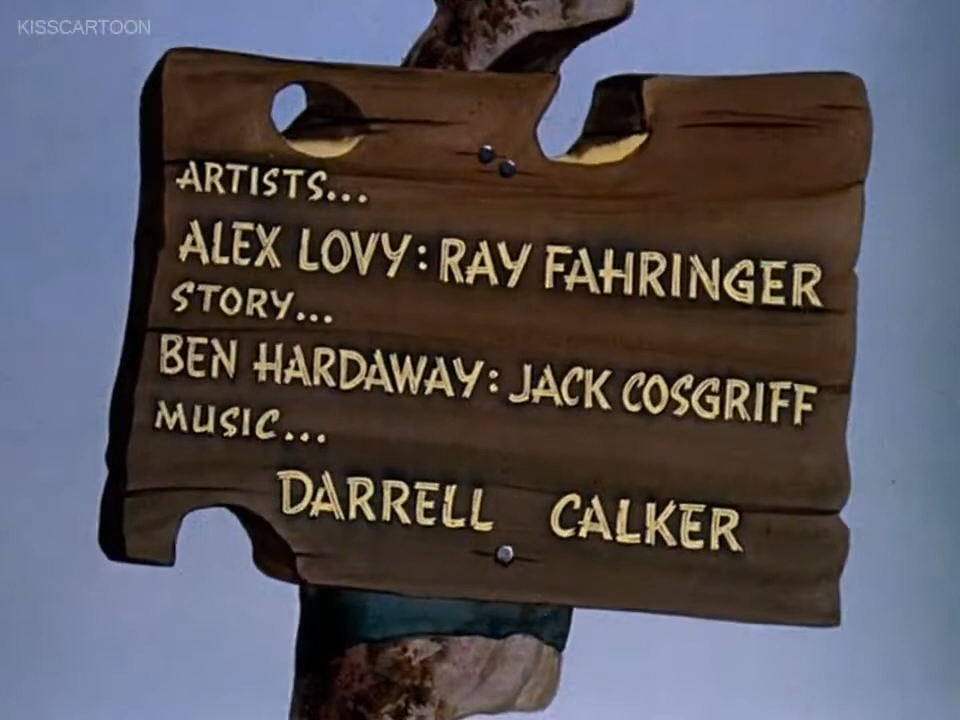 KISSCARTOON
ARTISTS...
ALEX LOVY: RAY FAHRINGER
STORY...
BEN HARDAWAY: JACK COSGRIFF
MUSIC...
DARRELL CALKER